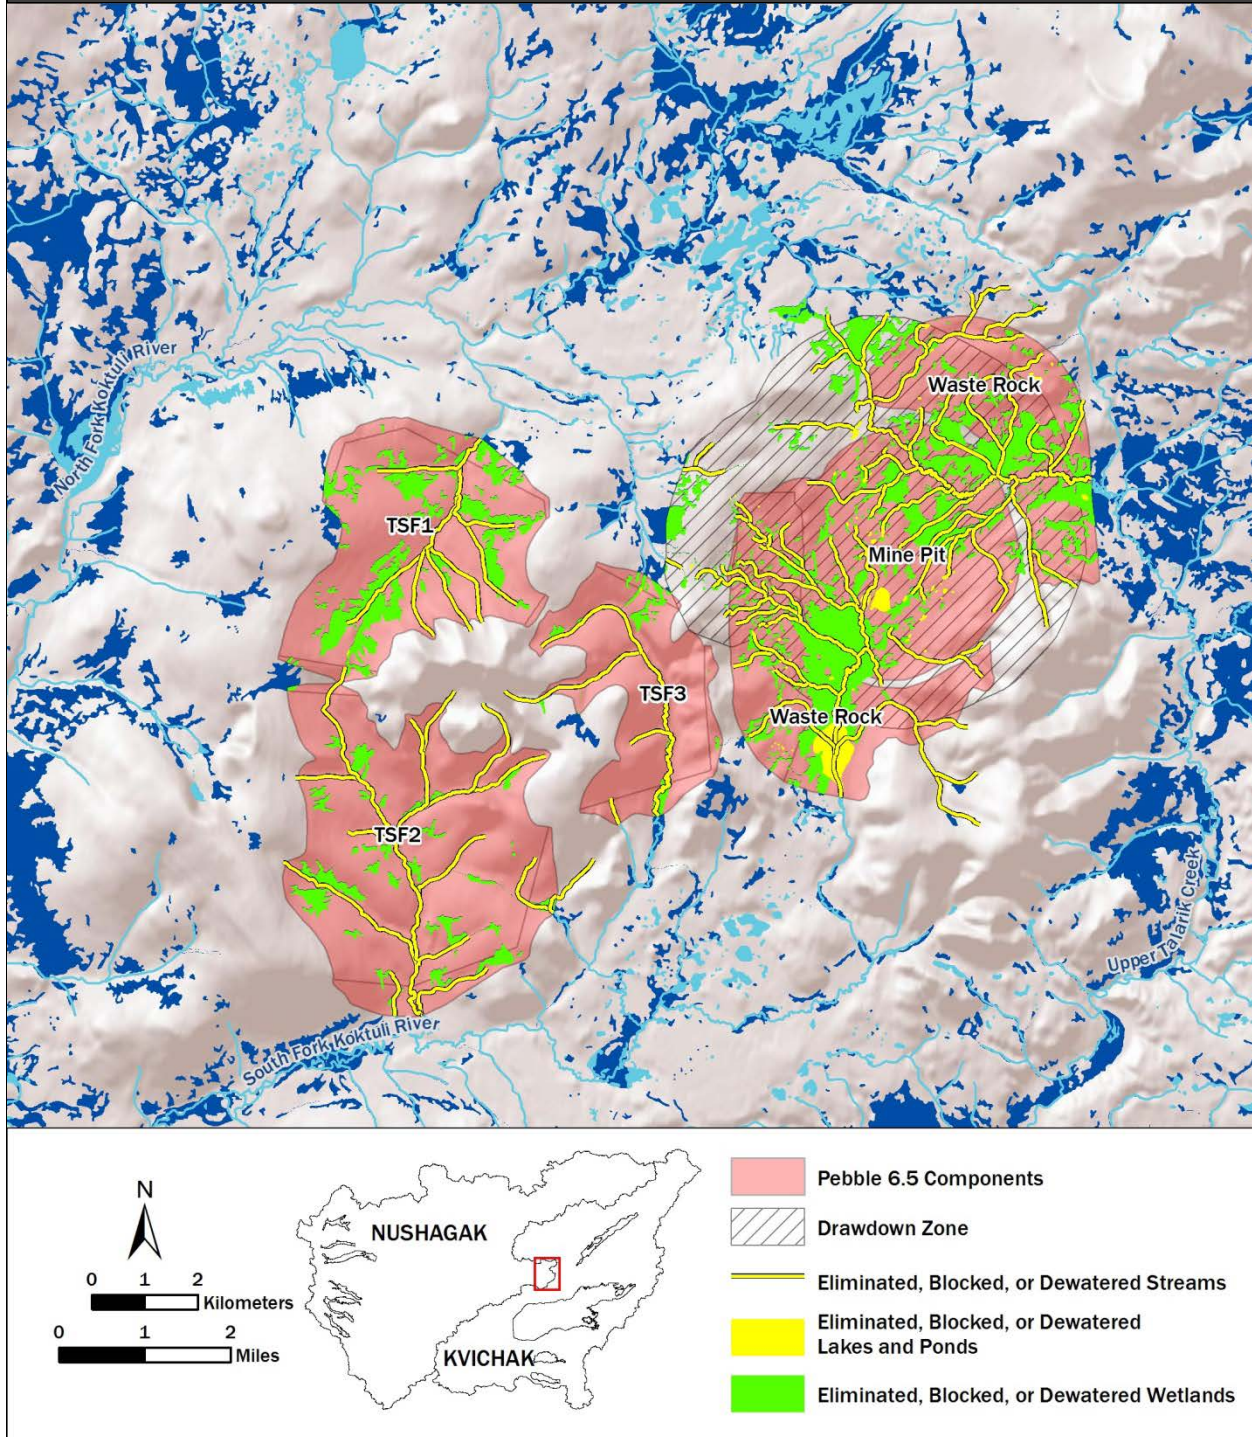 North Fork Koktuli River
Waste Rock
TSF1
Mine Pit
TSF3
Waste Rock
TSF2
Upper Talarik Creek
South Fork Koktuli River
N
0 1 2
Kilometers
0 1 2
Miles
NUSHAGAK
KVICHAK
Pebble 6.5 Components
Drawdown Zone
Eliminated, Blocked, or Dewatered Streams
Eliminated, Blocked, or Dewatered
Lakes and Ponds
Eliminated, Blocked, or Dewatered Wetlands